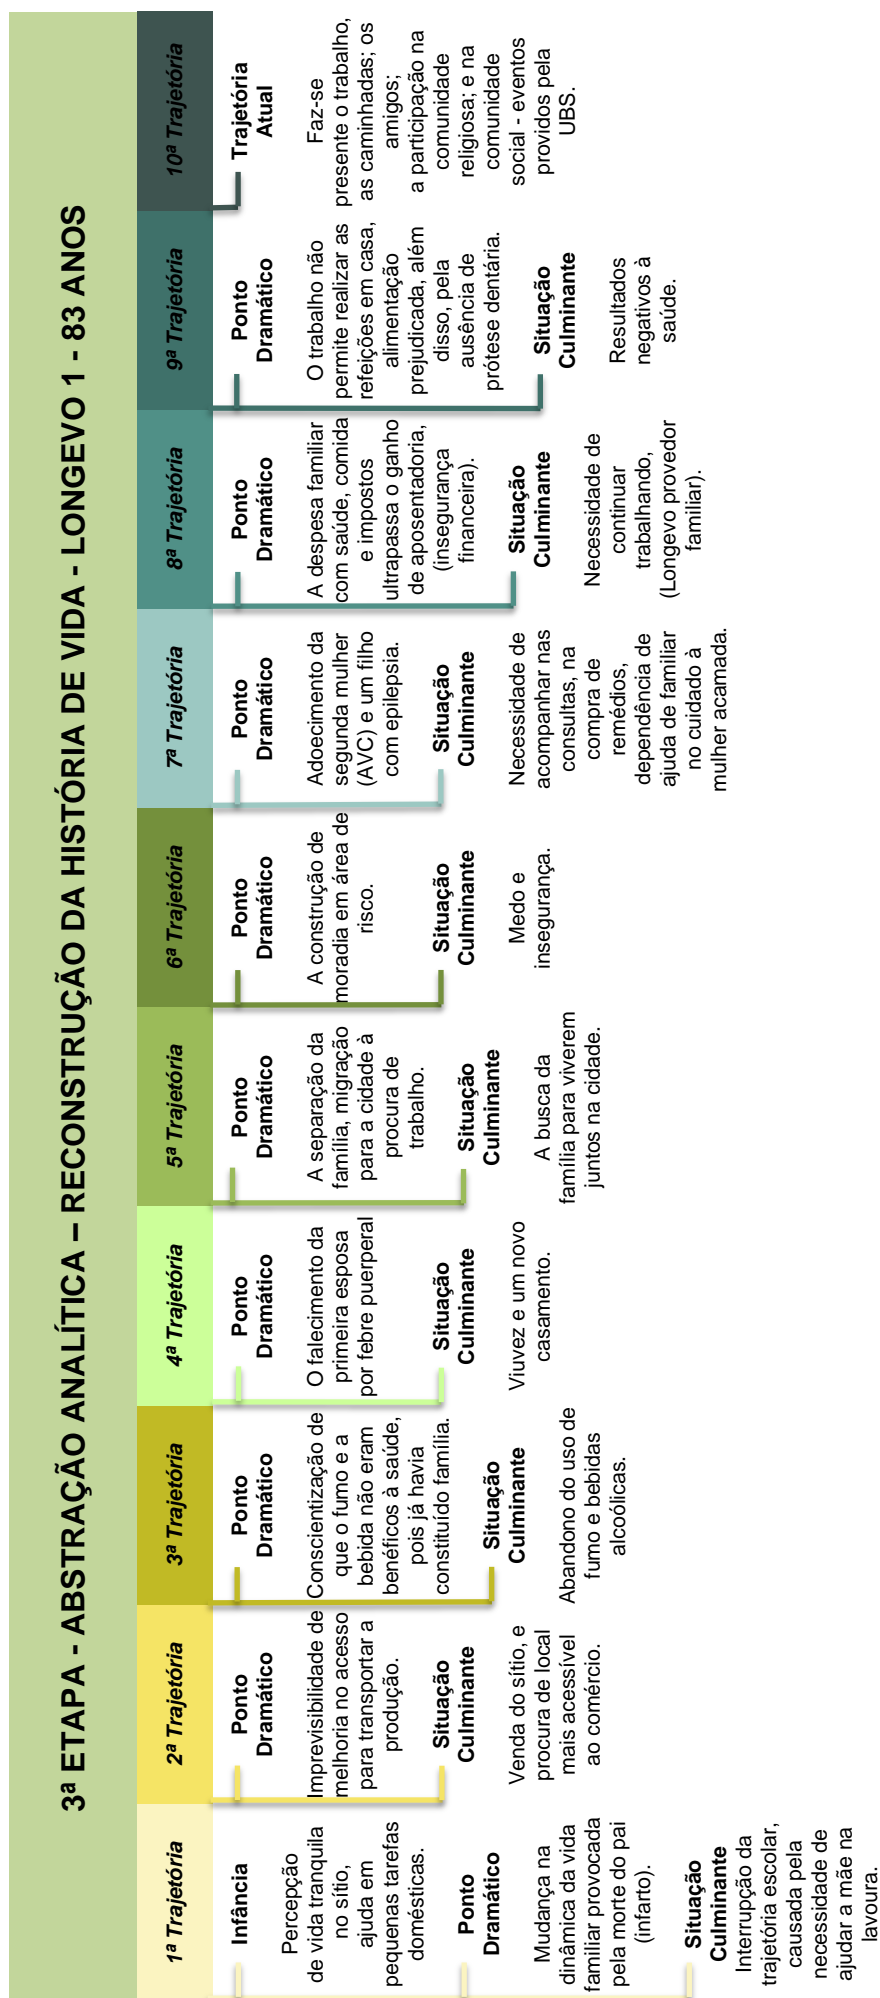 3ª ETAPA - ABSTRAÇÃO ANALÍTICA – RECONSTRUÇÃO DA HISTÓRIA DE VIDA - LONGEVO 1 - 83 ANOS
1ª Trajetória
Infância
Percepção
de vida tranquila
no sítio,
ajuda em
pequenas tarefas
domésticas.
Ponto
Dramático
Mudança na
dinâmica da vida
familiar provocada
pela morte do pai
(infarto).
Situação
Culminante
Interrupção da
trajetória escolar,
causada pela
necessidade de
ajudar a mãe na
lavoura.
2ª Trajetória
Ponto
Dramático
Imprevisibilidade de
melhoria no acesso
para transportar a
produção.
Situação
Culminante
Venda do sítio, e
procura de local
mais acessível
ao comércio.
3ª Trajetória
Ponto
Dramático
Conscientização de
que o fumo e a
bebida não eram
benéficos à saúde,
pois já havia
constituído família.
Situação
Culminante
Abandono do uso de
fumo e bebidas
alcoólicas.
4ª Trajetória
Ponto
Dramático
O falecimento da
primeira esposa
por febre puerperal
Situação
Culminante
Viuvez e um novo
casamento.
5ª Trajetória
Ponto
Dramático
A separação da
família, migração
para a cidade à
procura de
trabalho.
Situação
Culminante
A busca da
família para viverem
juntos na cidade.
6ª Trajetória
Ponto
Dramático
A construção de
moradia em área de
risco.
Situação
Culminante
Medo e
insegurança.
7ª Trajetória
Ponto
Dramático
Adoecimento da
segunda mulher
(AVC) e um filho
com epilepsia.
Situação
Culminante
Necessidade de
acompanhar nas
consultas, na
compra de
remédios,
dependência de
ajuda de familiar
no cuidado à
mulher acamada.
8ª Trajetória
Ponto
Dramático
A despesa familiar
com saúde, comida
e impostos
ultrapassa o ganho
de aposentadoria,
(insegurança
financeira).
Situação
Culminante
Necessidade de
continuar
trabalhando,
(Longevo provedor
familiar).
9ª Trajetória
Ponto
Dramático
O trabalho não
permite realizar as
refeições em casa,
alimentação
prejudicada, além
disso, pela
ausência de
prótese dentária.
Situação
Culminante
Resultados
negativos à
saúde.
10ª Trajetória
Trajetória
Atual
Faz-se
presente o trabalho,
as caminhadas; os
amigos;
a participação na
comunidade
religiosa; e na
comunidade
social - eventos
providos pela
UBS.